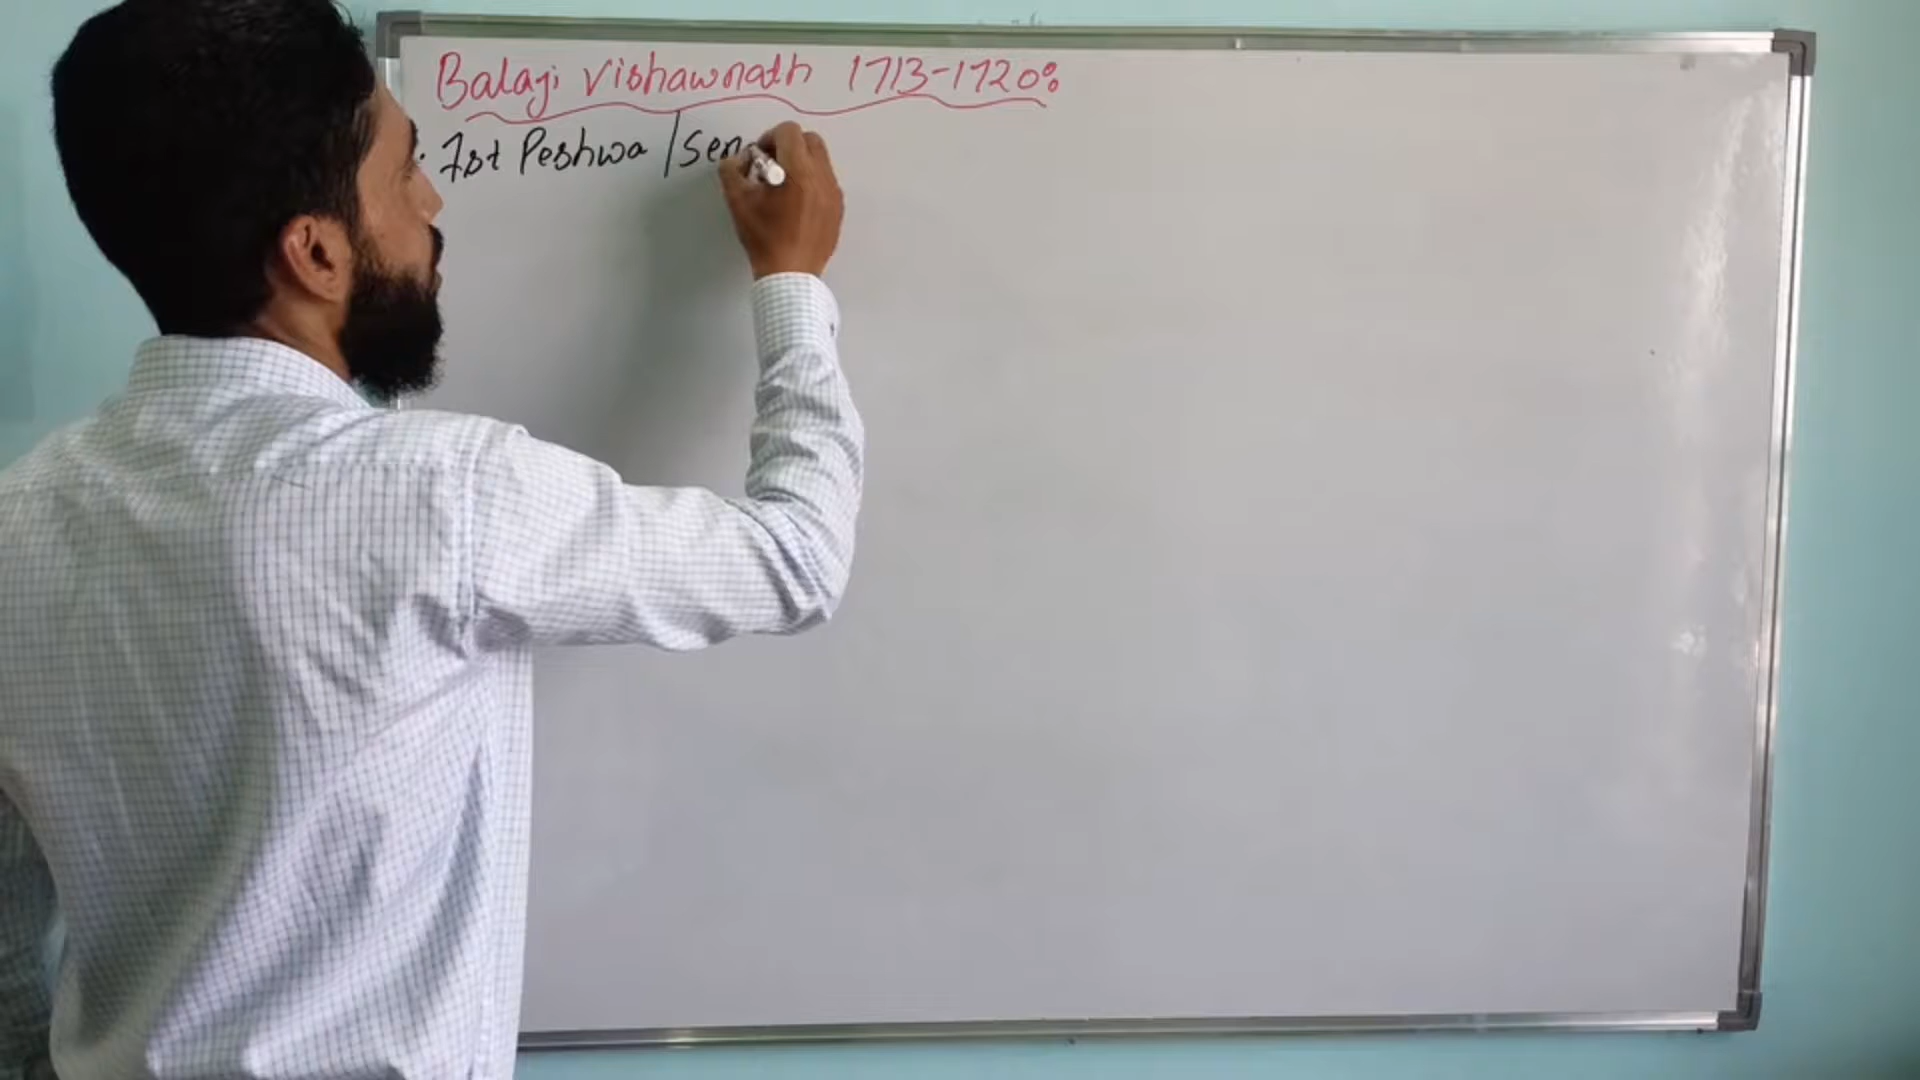 Balaji Vishawnath 1713-1720:
• 1st Peshwa / Sen